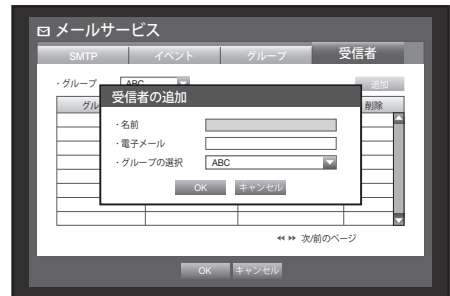 メールサービス
SMTP イベント グループ 受信者
・グループ ABC 追加
グル 削除
受信者の追加
・名前
・電子メール
・グループの選択 ABC
OK キャンセル
次/前のページ
OK キャンセル